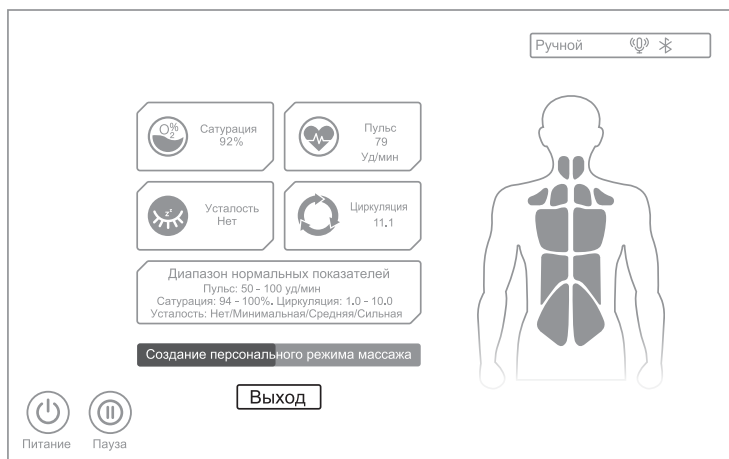 Ручной
O₂%
Сатурация
92%
Пульс
79
Уд/мин
zz
Усталость
Нет
Циркуляция
11.1
Диапазон нормальных показателей
Пульс: 50 - 100 уд/мин
Сатурация: 94 - 100%. Циркуляция: 1.0 - 10.0
Усталость: Нет/Минимальная/Средняя/Сильная
Создание персонального режима массажа
Выход
Питание
Пауза